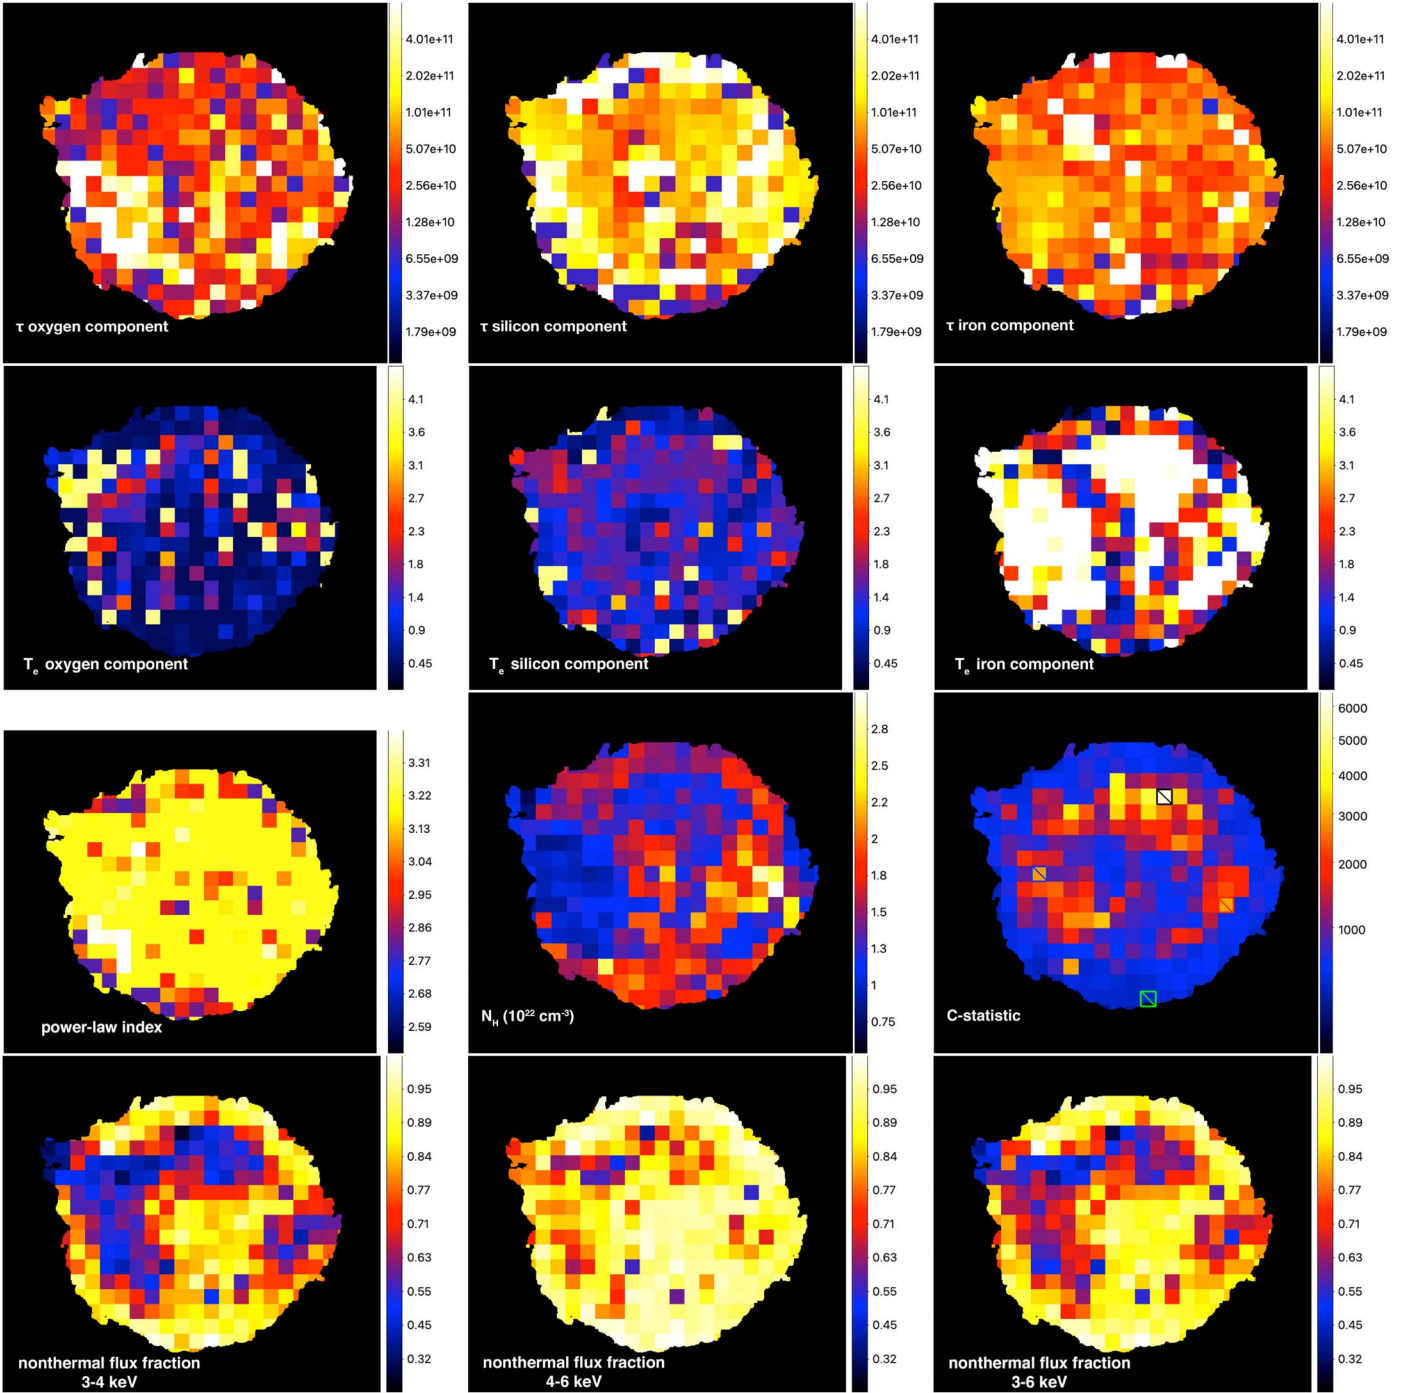 4.01e+11
2.02e+11
1.01e+11
5.07e+10
2.56e+10
1.28e+10
6.55e+09
3.37e+09
1.79e+09
τ oxygen component
4.01e+11
2.02e+11
1.01e+11
5.07e+10
2.56e+10
1.28e+10
6.55e+09
3.37e+09
1.79e+09
τ silicon component
4.01e+11
2.02e+11
1.01e+11
5.07e+10
2.56e+10
1.28e+10
6.55e+09
3.37e+09
1.79e+09
τ iron component
4.1
3.6
3.1
2.7
2.3
1.8
1.4
0.9
0.45
Te oxygen component
4.1
3.6
3.1
2.7
2.3
1.8
1.4
0.9
0.45
Te silicon component
4.1
3.6
3.1
2.7
2.3
1.8
1.4
0.9
0.45
Te iron component
3.31
3.22
3.13
3.04
2.95
2.86
2.77
2.68
2.59
power-law index
2.8
2.5
2.2
2
1.8
1.5
1.3
1
0.75
NH (10²² cm⁻³)
6000
5000
4000
3000
2000
1000
C-statistic
0.95
0.89
0.84
0.77
0.71
0.63
0.55
0.45
0.32
nonthermal flux fraction
3-4 keV
0.95
0.89
0.84
0.77
0.71
0.63
0.55
0.45
0.32
nonthermal flux fraction
4-6 keV
0.95
0.89
0.84
0.77
0.71
0.63
0.55
0.45
0.32
nonthermal flux fraction
3-6 keV